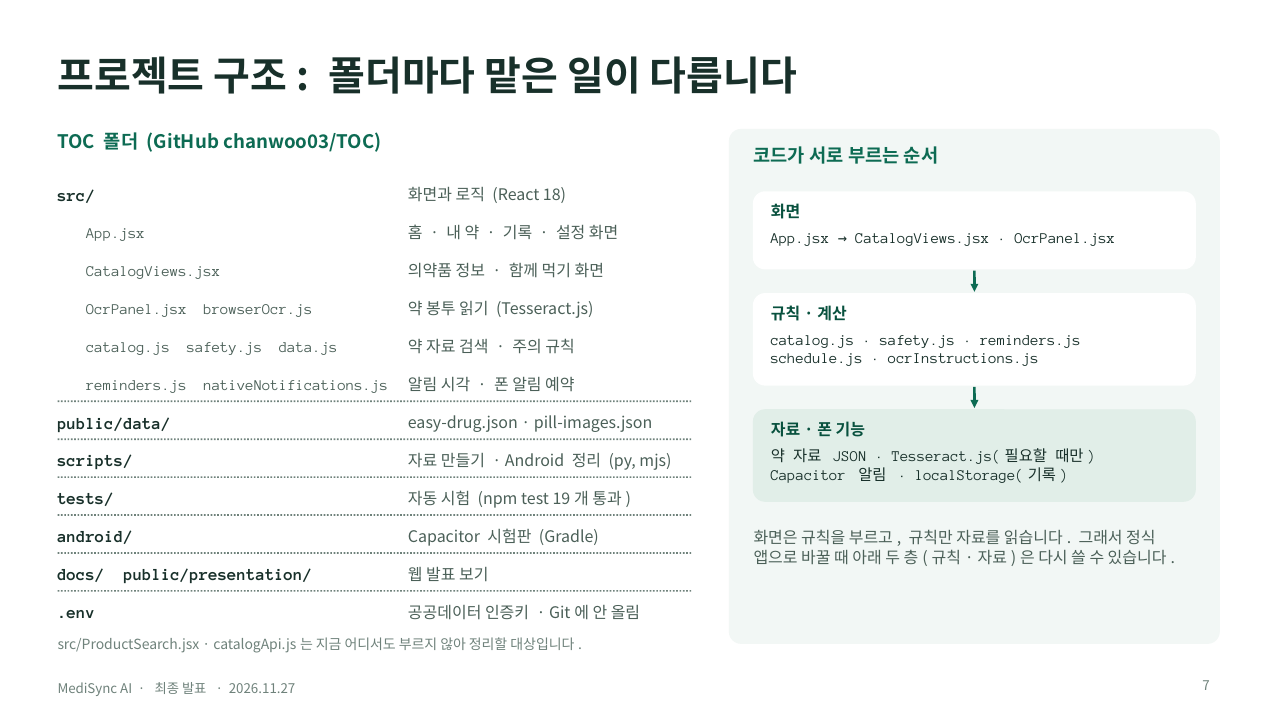 프로젝트 구조 : 폴더마다 맡은 일이 다릅니다
TOC 폴더 (GitHub chanwoo03/TOC)
src/ 화면과 로직 (React 18)
App.jsx 홈 · 내 약 · 기록 · 설정 화면
CatalogViews.jsx 의약품 정보 · 함께 먹기 화면
OcrPanel.jsx browserOcr.js 약 봉투 읽기 (Tesseract.js)
catalog.js safety.js data.js 약 자료 검색 · 주의 규칙
reminders.js nativeNotifications.js 알림 시각 · 폰 알림 예약
public/data/ easy-drug.json · pill-images.json
scripts/ 자료 만들기 · Android 정리 (py, mjs)
tests/ 자동 시험 (npm test 19 개 통과 )
android/ Capacitor 시험판 (Gradle)
docs/ public/presentation/ 웹 발표 보기
.env 공공데이터 인증키 · Git 에 안 올림
src/ProductSearch.jsx · catalogApi.js 는 지금 어디서도 부르지 않아 정리할 대상입니다 .
코드가 서로 부르는 순서
화면
App.jsx → CatalogViews.jsx · OcrPanel.jsx
규칙 · 계산
catalog.js · safety.js · reminders.js
schedule.js · ocrInstructions.js
자료 · 폰 기능
약 자료 JSON · Tesseract.js( 필요할 때만 )
Capacitor 알림 · localStorage( 기록 )
화면은 규칙을 부르고 , 규칙만 자료를 읽습니다 . 그래서 정식
앱으로 바꿀 때 아래 두 층 ( 규칙 · 자료 ) 은 다시 쓸 수 있습니다 .
MediSync AI · 최종 발표 · 2026.11.27
7